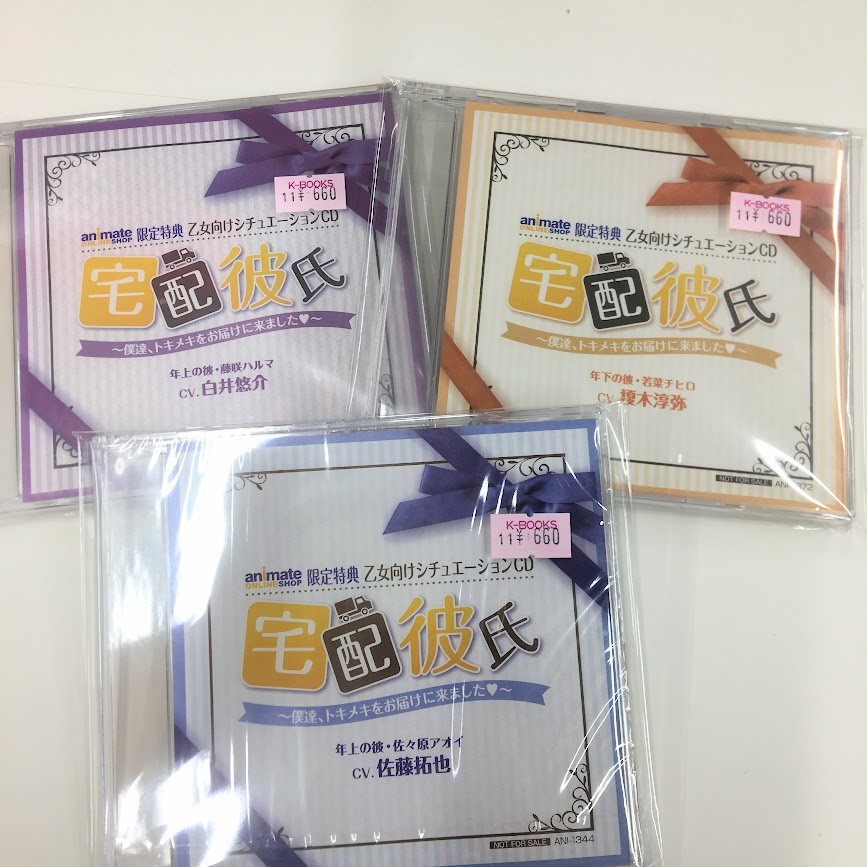 K-BOOKS
11¥ 660
animate
ONLINE SHOP
限定特典 乙女向けシチュエーションCD
宅配彼氏
～僕達、トキメキをお届けに来ました♥～
年上の彼・藤咲ハルマ
CV.白井悠介
K-BOOKS
11¥ 660
animate
ONLINE SHOP
限定特典 乙女向けシチュエーションCD
宅配彼氏
～僕達、トキメキをお届けに来ました♥～
年下の彼・若菜チヒロ
CV.榎木淳弥
NOT FOR SALE
K-BOOKS
11¥ 660
animate
ONLINE SHOP
限定特典 乙女向けシチュエーションCD
宅配彼氏
～僕達、トキメキをお届けに来ました♥～
年上の彼・佐々原アオイ
CV.佐藤拓也
NOT FOR SALE ANI-1344